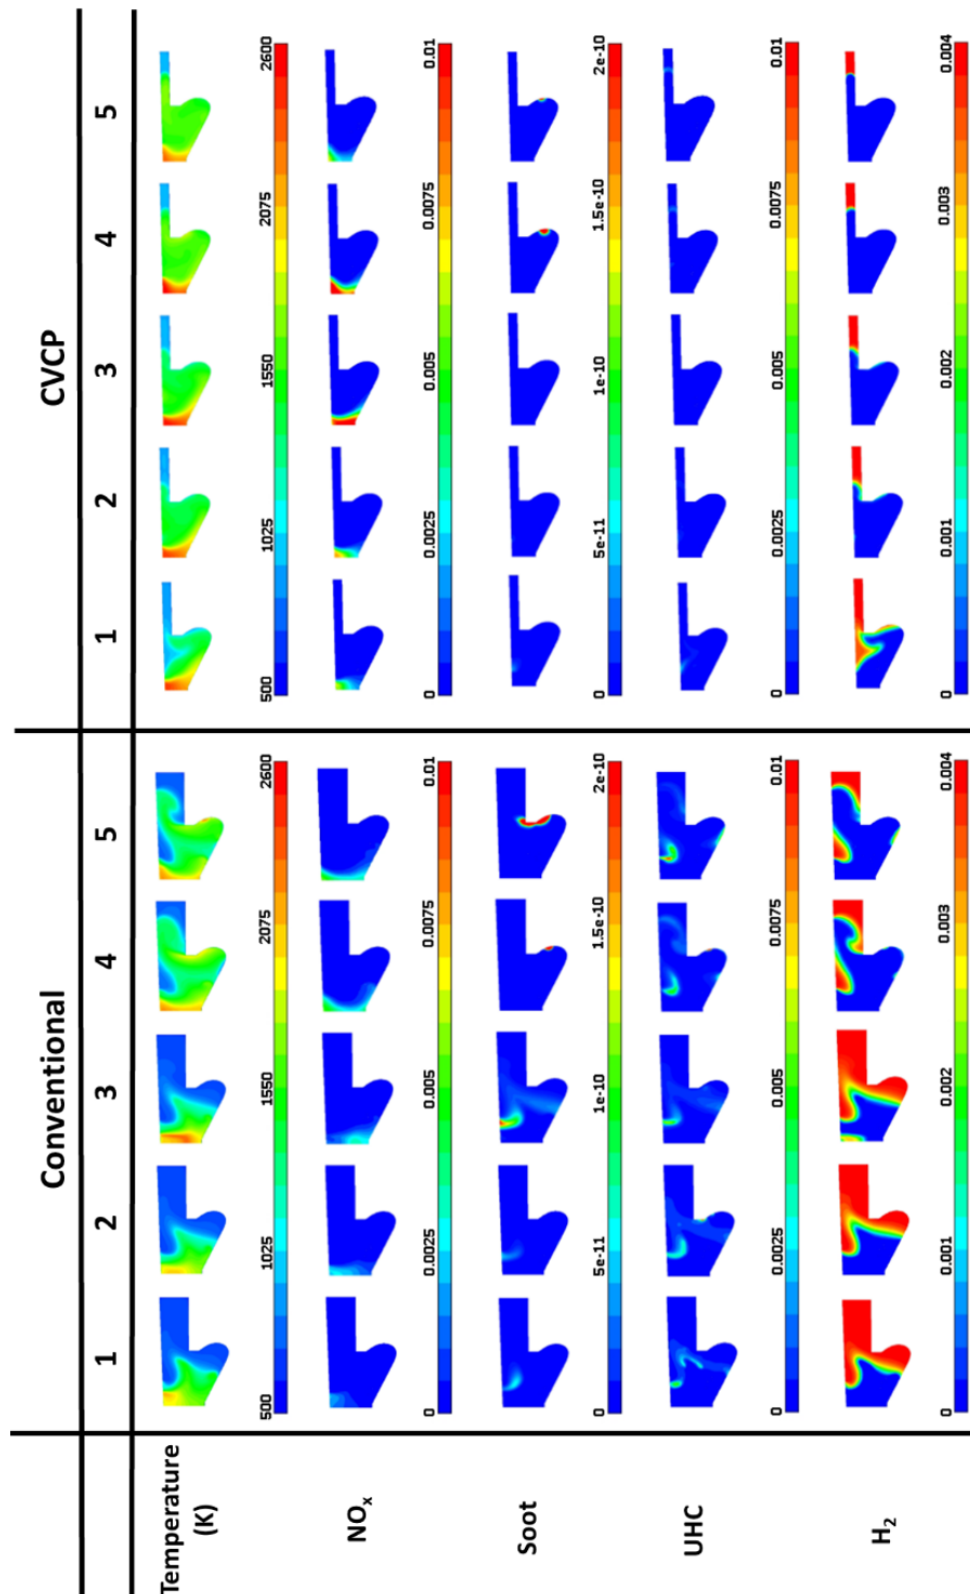 Conventional CVCP
1 2 3 4 5 1 2 3 4 5
Temperature
(K)
500 1025 1550 2075 2600 500 1025 1550 2075 2600
NOx
0 0.0025 0.005 0.0075 0.01 0 0.0025 0.005 0.0075 0.01
Soot
0 5e-11 1e-10 1.5e-10 2e-10 0 5e-11 1e-10 1.5e-10 2e-10
UHC
0 0.0025 0.005 0.0075 0.01 0 0.0025 0.005 0.0075 0.01
H2
0 0.001 0.002 0.003 0.004 0 0.001 0.002 0.003 0.004